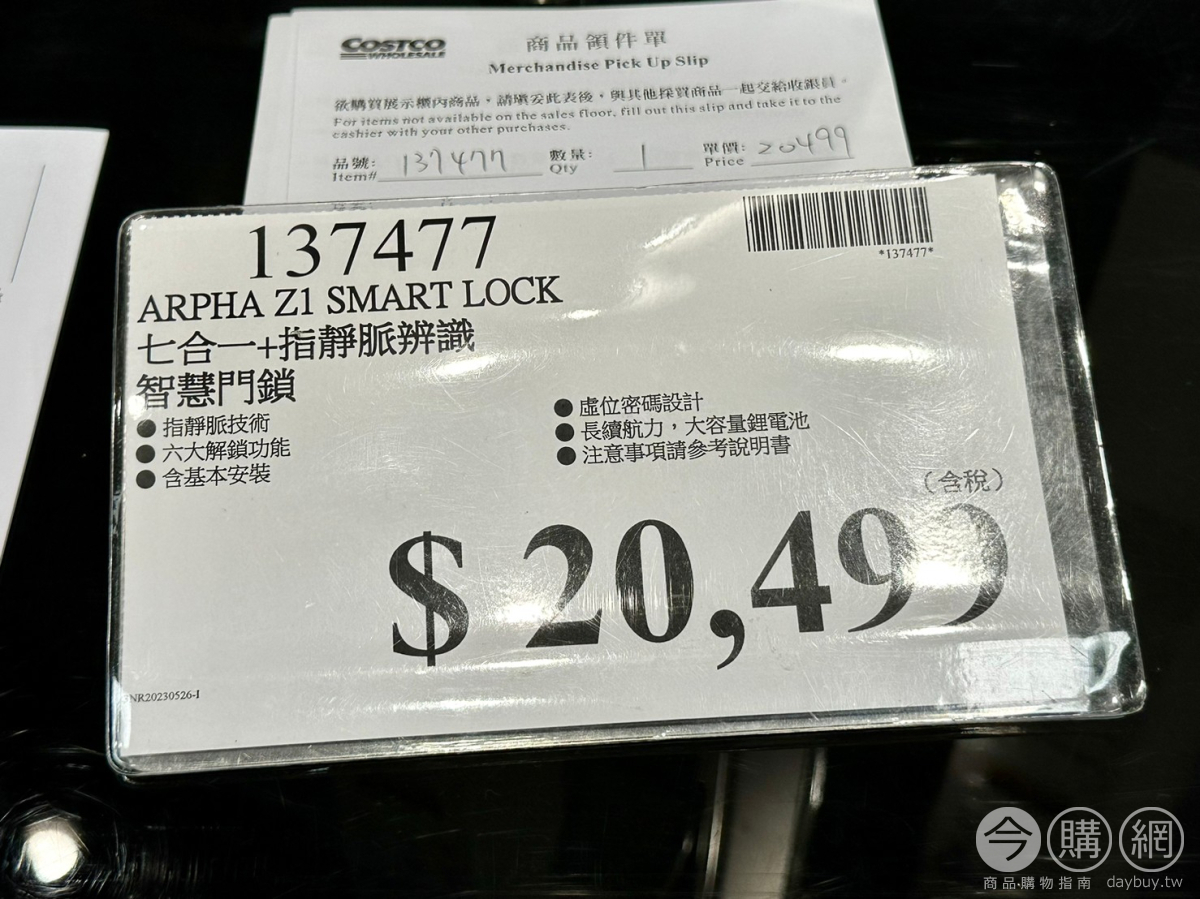 COSTCO
WHOLESALE
商品領件單
Merchandise Pick Up Slip
欲購買展示櫃內商品，請填妥此表後，與其他採買商品一起交給收銀員。
For items not available on the sales floor, fill out this slip and take it to the
cashier with your other purchases.
品號: 137477 數量: 1 單價: 20499
Item# Qty Price
137477
*137477*
ARPHA Z1 SMART LOCK
七合一+指靜脈辨識
智慧門鎖
●指靜脈技術
●六大解鎖功能
●含基本安裝
●虛位密碼設計
●長續航力，大容量鋰電池
●注意事項請參考說明書
（含稅）
$ 20,499
NR20230526-I
今購網
商品‧購物指南 daybuy.tw